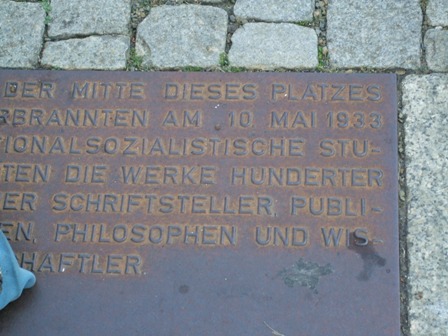 DER MITTE DIESES PLATZES
RBRANNTEN AM 10. MAI 1933
TIONALSOZIALISTISCHE STU-
TEN DIE WERKE HUNDERTER
ER SCHRIFTSTELLER, PUBLI-
EN, PHILOSOPHEN UND WIS-
HAFTLER.